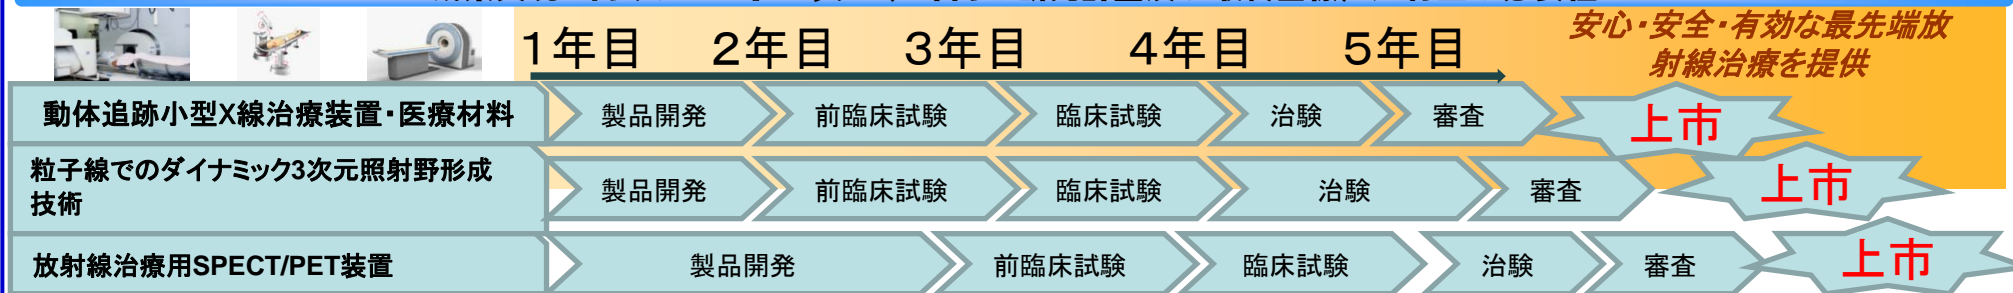 1年目 2年目 3年目 4年目 5年目
安心・安全・有効な最先端放
射線治療を提供
動体追跡小型X線治療装置・医療材料
製品開発 前臨床試験 臨床試験 治験 審査 上市
粒子線でのダイナミック3次元照射野形成
技術
製品開発 前臨床試験 臨床試験 治験 審査 上市
放射線治療用SPECT/PET装置
製品開発 前臨床試験 臨床試験 治験 審査 上市